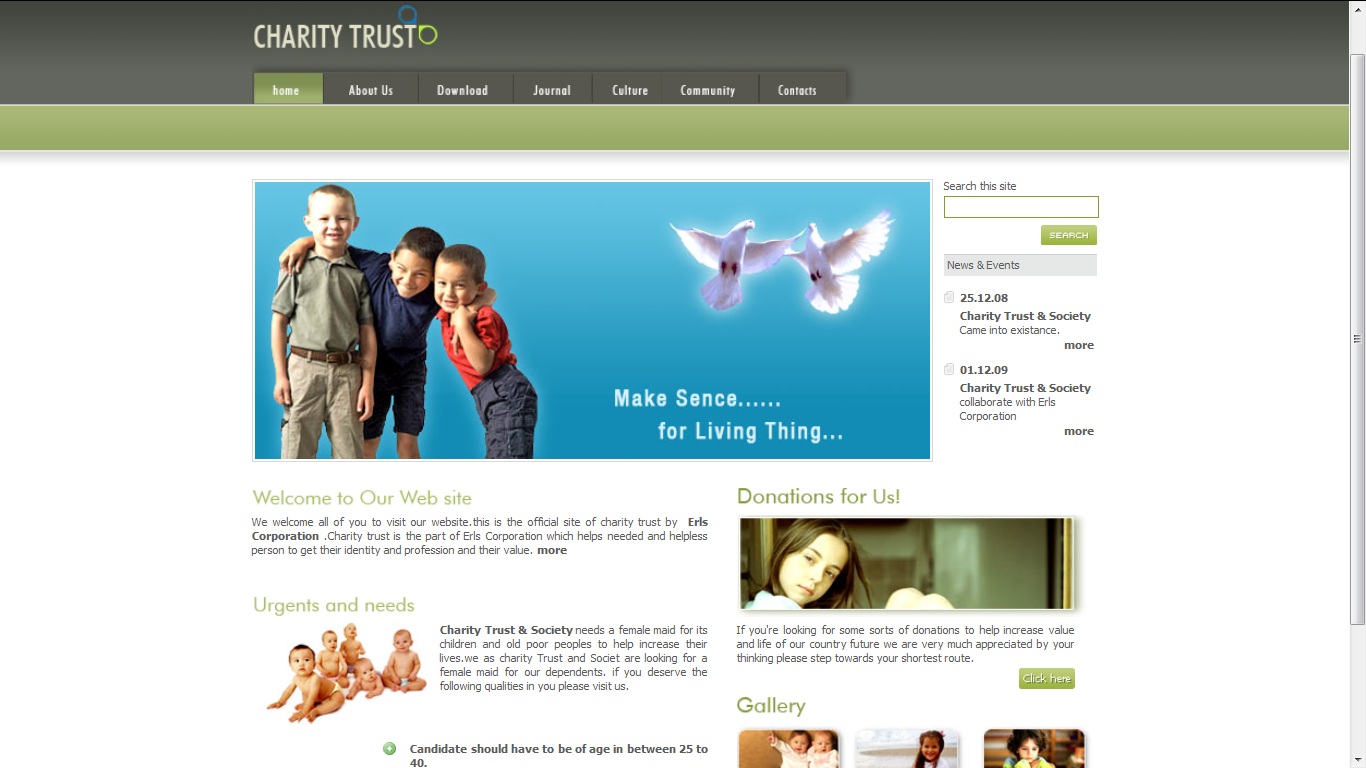 CHARITY TRUST
home About Us Download Journal Culture Community Contacts
Make Sence......
for Living Thing...
Search this site
SEARCH
News & Events
25.12.08
Charity Trust & Society
Came into existance.
more
01.12.09
Charity Trust & Society
collaborate with Erls
Corporation
more
Welcome to Our Web site
We welcome all of you to visit our website.this is the official site of charity trust by Erls
Corporation .Charity trust is the part of Erls Corporation which helps needed and helpless
person to get their identity and profession and their value. more
Urgents and needs
Charity Trust & Society needs a female maid for its
children and old poor peoples to help increase their
lives.we as charity Trust and Societ are looking for a
female maid for our dependents. if you deserve the
following qualities in you please visit us.
Candidate should have to be of age in between 25 to
40.
Donations for Us!
If you're looking for some sorts of donations to help increase value
and life of our country future we are very much appreciated by your
thinking please step towards your shortest route.
Click here
Gallery